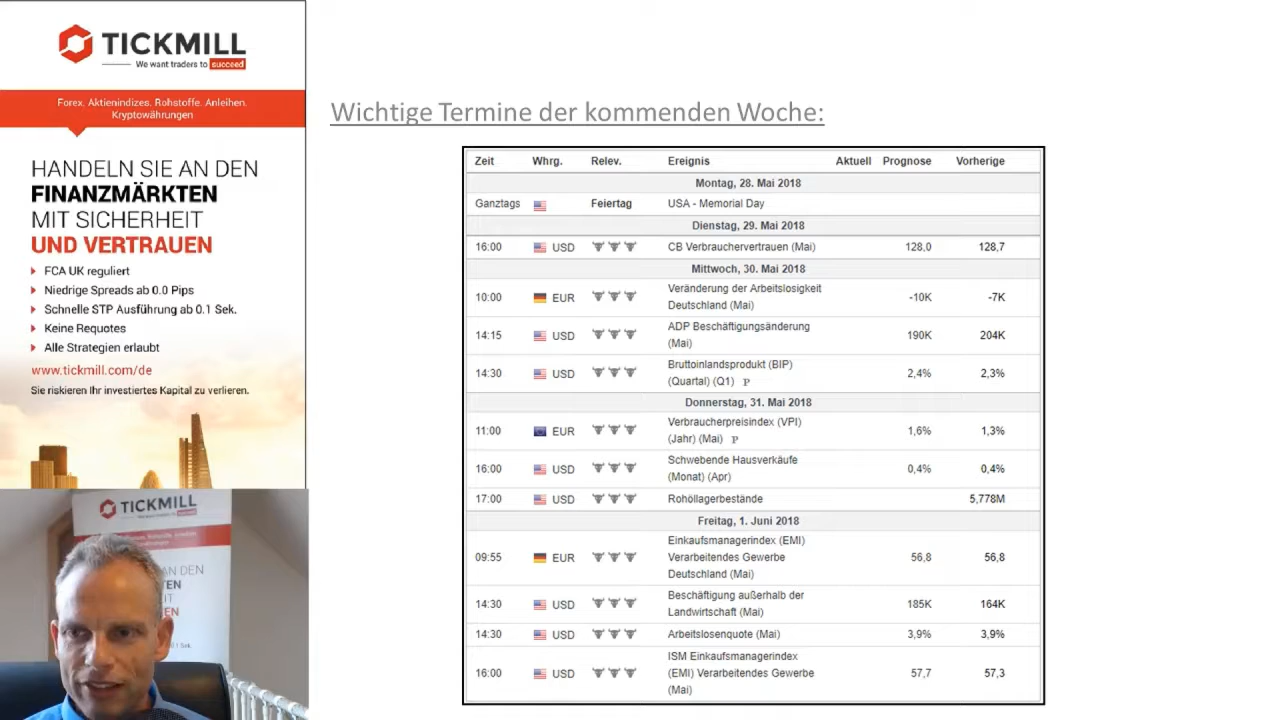 TICKMILL
We want traders to succeed
Forex. Aktienindizes. Rohstoffe. Anleihen.
Kryptowährungen
HANDELN SIE AN DEN
FINANZMÄRKTEN
MIT SICHERHEIT
UND VERTRAUEN
FCA UK reguliert
Niedrige Spreads ab 0.0 Pips
Schnelle STP Ausführung ab 0.1 Sek.
Keine Requotes
Alle Strategien erlaubt
www.tickmill.com/de
Sie riskieren Ihr investiertes Kapital zu verlieren.
Wichtige Termine der kommenden Woche:
Zeit Whrg. Relev. Ereignis Aktuell Prognose Vorherige
Montag, 28. Mai 2018
Ganztags Feiertag USA - Memorial Day
Dienstag, 29. Mai 2018
16:00 USD CB Verbrauchervertrauen (Mai) 128,0 128,7
Mittwoch, 30. Mai 2018
10:00 EUR Veränderung der Arbeitslosigkeit
Deutschland (Mai) -10K -7K
14:15 USD ADP Beschäftigungsänderung
(Mai) 190K 204K
14:30 USD Bruttoinlandsprodukt (BIP)
(Quartal) (Q1) P 2,4% 2,3%
Donnerstag, 31. Mai 2018
11:00 EUR Verbraucherpreisindex (VPI)
(Jahr) (Mai) P 1,6% 1,3%
16:00 USD Schwebende Hausverkäufe
(Monat) (Apr) 0,4% 0,4%
17:00 USD Rohöllagerbestände 5,778M
Freitag, 1. Juni 2018
09:55 EUR Einkaufsmanagerindex (EMI)
Verarbeitendes Gewerbe
Deutschland (Mai) 56,8 56,8
14:30 USD Beschäftigung außerhalb der
Landwirtschaft (Mai) 185K 164K
14:30 USD Arbeitslosenquote (Mai) 3,9% 3,9%
16:00 USD ISM Einkaufsmanagerindex
(EMI) Verarbeitendes Gewerbe
(Mai) 57,7 57,3
TICKMILL
AN DEN
TEN
EIT
EN